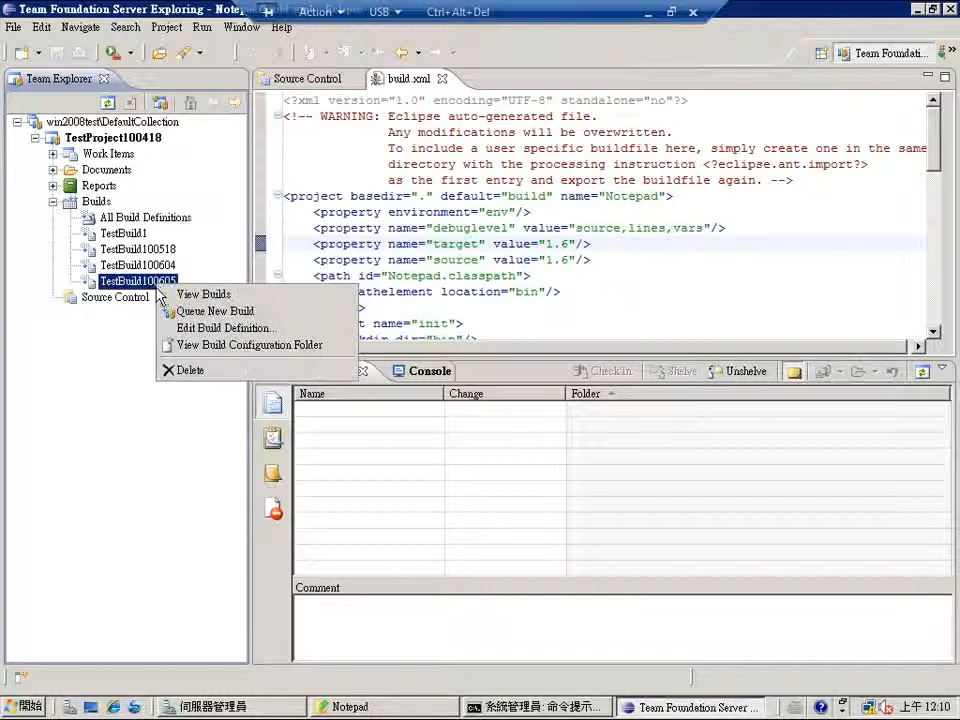 Team Foundation Server Exploring - Note
Action
USB
Ctrl+Alt+Del
File Edit Navigate Search Project Run Window Help
Team Foundati...
Team Explorer
Source Control
build.xml
win2008test\DefaultCollection
TestProject100418
Work Items
Documents
Reports
Builds
All Build Definitions
TestBuild1
TestBuild100518
TestBuild100604
TestBuild100605
Source Control
View Builds
Queue New Build
Edit Build Definition...
View Build Configuration Folder
Delete
<?xml version="1.0" encoding="UTF-8" standalone="no"?>
<!-- WARNING: Eclipse auto-generated file.
Any modifications will be overwritten.
To include a user specific buildfile here, simply create one in the same
directory with the processing instruction <?eclipse.ant.import?>
as the first entry and export the buildfile again. -->
<project basedir="." default="build" name="Notepad">
<property environment="env"/>
<property name="debuglevel" value="source,lines,vars"/>
<property name="target" value="1.6"/>
<property name="source" value="1.6"/>
<path id="Notepad.classpath">
athelement location="bin"/>
>
t name="init">
Console
Check In
Shelve
Unshelve
Name
Change
Folder
Comment
開始
伺服器管理員
Notepad
系統管理員: 命令提示...
Team Foundation Server ...
上午 12:10